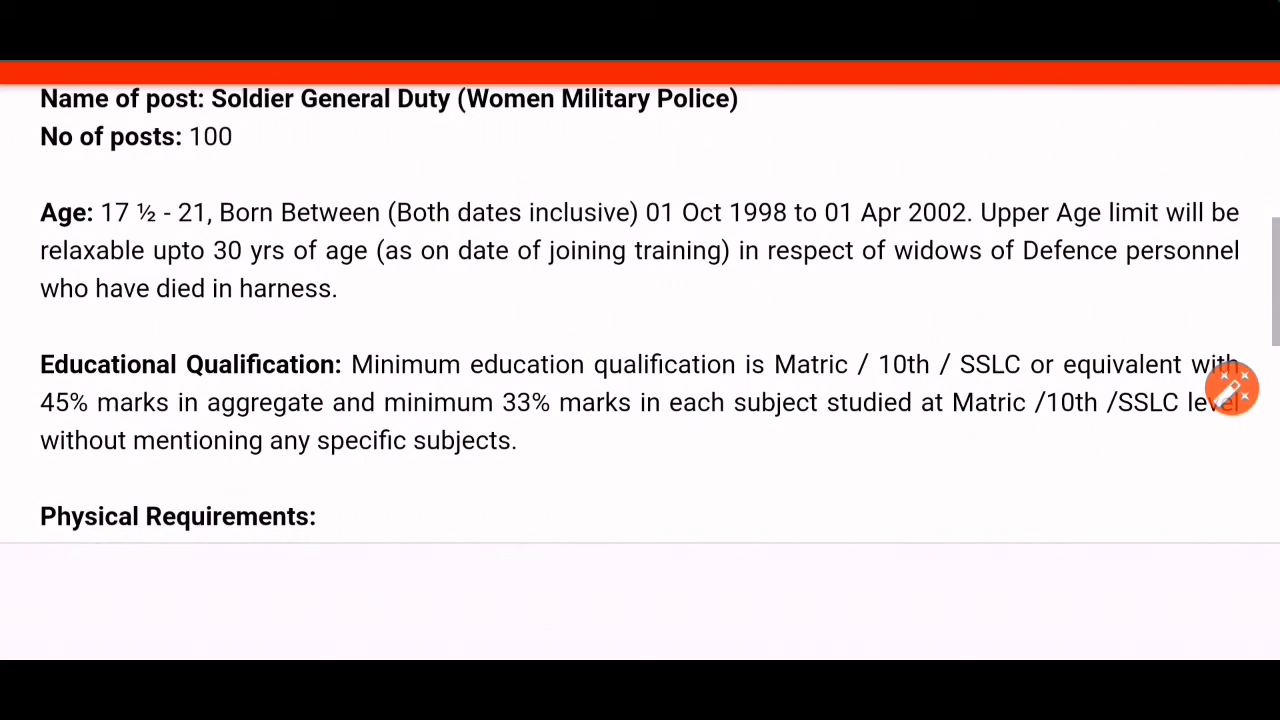 Name of post: Soldier General Duty (Women Military Police)
No of posts: 100
Age: 17 ½ - 21, Born Between (Both dates inclusive) 01 Oct 1998 to 01 Apr 2002. Upper Age limit will be
relaxable upto 30 yrs of age (as on date of joining training) in respect of widows of Defence personnel
who have died in harness.
Educational Qualification: Minimum education qualification is Matric / 10th / SSLC or equivalent with
45% marks in aggregate and minimum 33% marks in each subject studied at Matric /10th /SSLC level
without mentioning any specific subjects.
Physical Requirements: